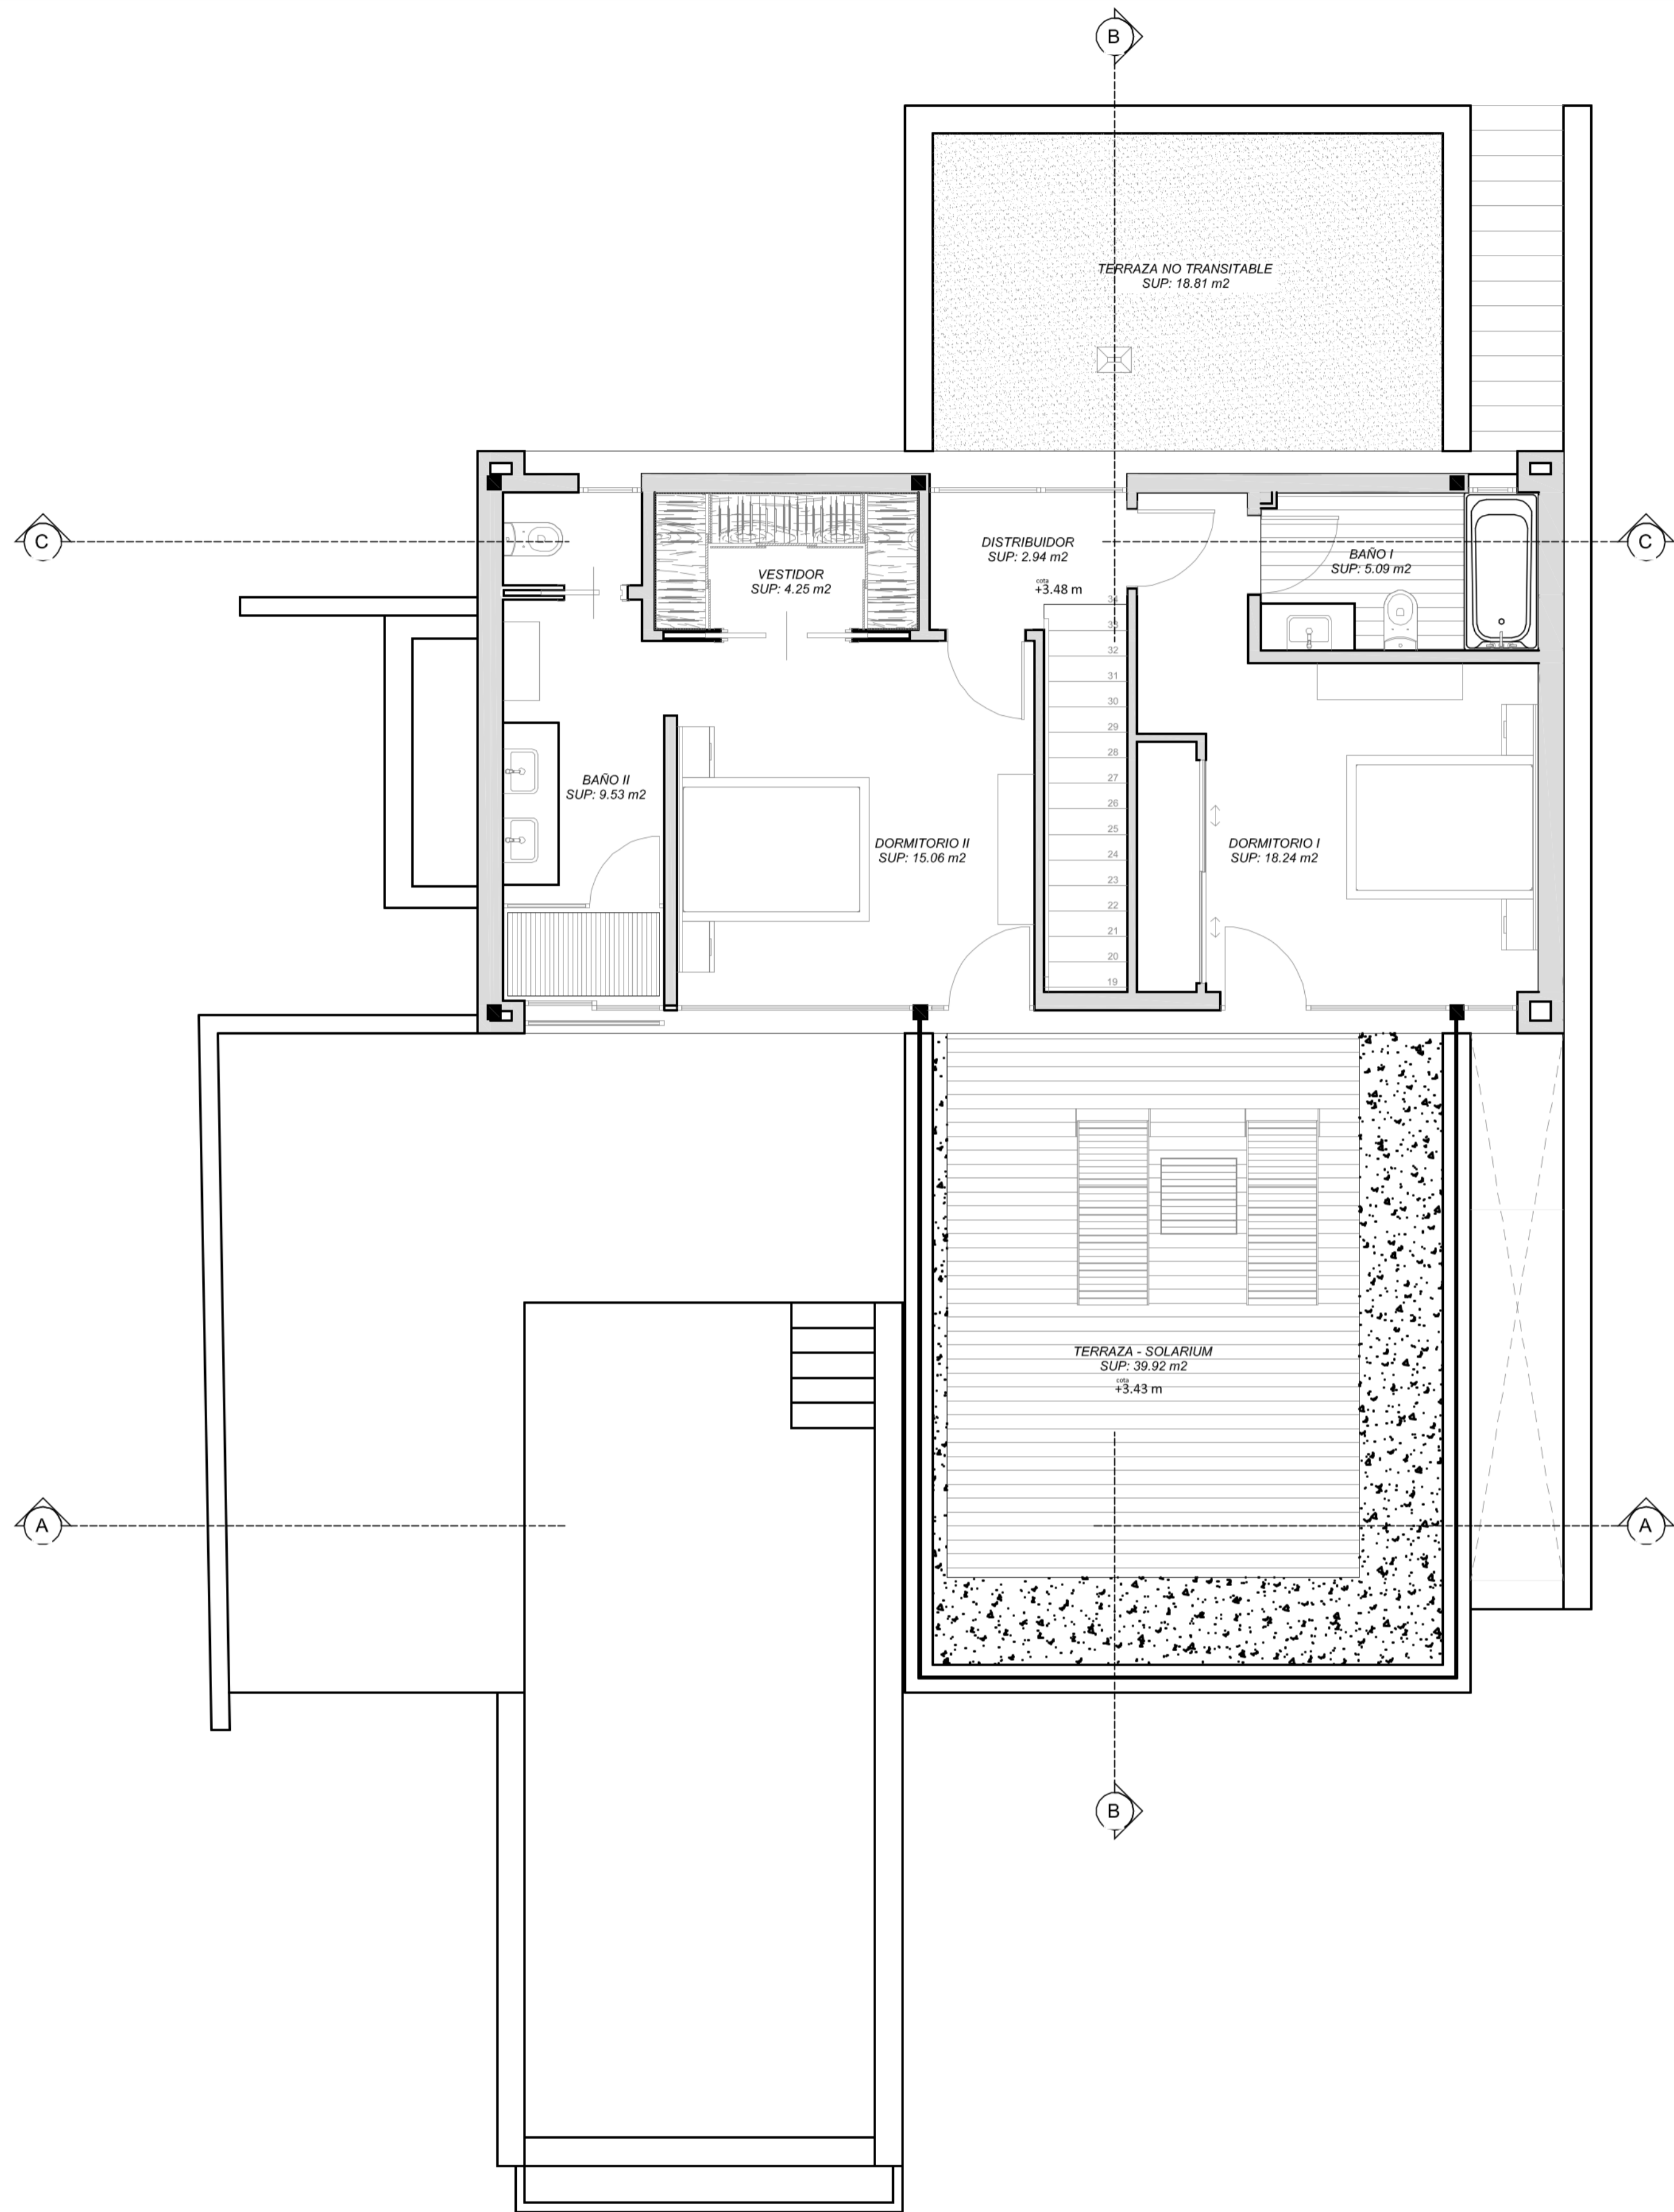 B
TERRAZA NO TRANSITABLE
SUP: 18.81 m2
C
C
DISTRIBUIDOR
SUP: 2.94 m2
BAÑO I
SUP: 5.09 m2
VESTIDOR
SUP: 4.25 m2
cota
+3.48 m
34
33
32
31
30
29
28
27
26
25
24
23
22
21
20
19
BAÑO II
SUP: 9.53 m2
DORMITORIO II
SUP: 15.06 m2
DORMITORIO I
SUP: 18.24 m2
TERRAZA - SOLARIUM
SUP: 39.92 m2
cota
+3.43 m
A
A
B